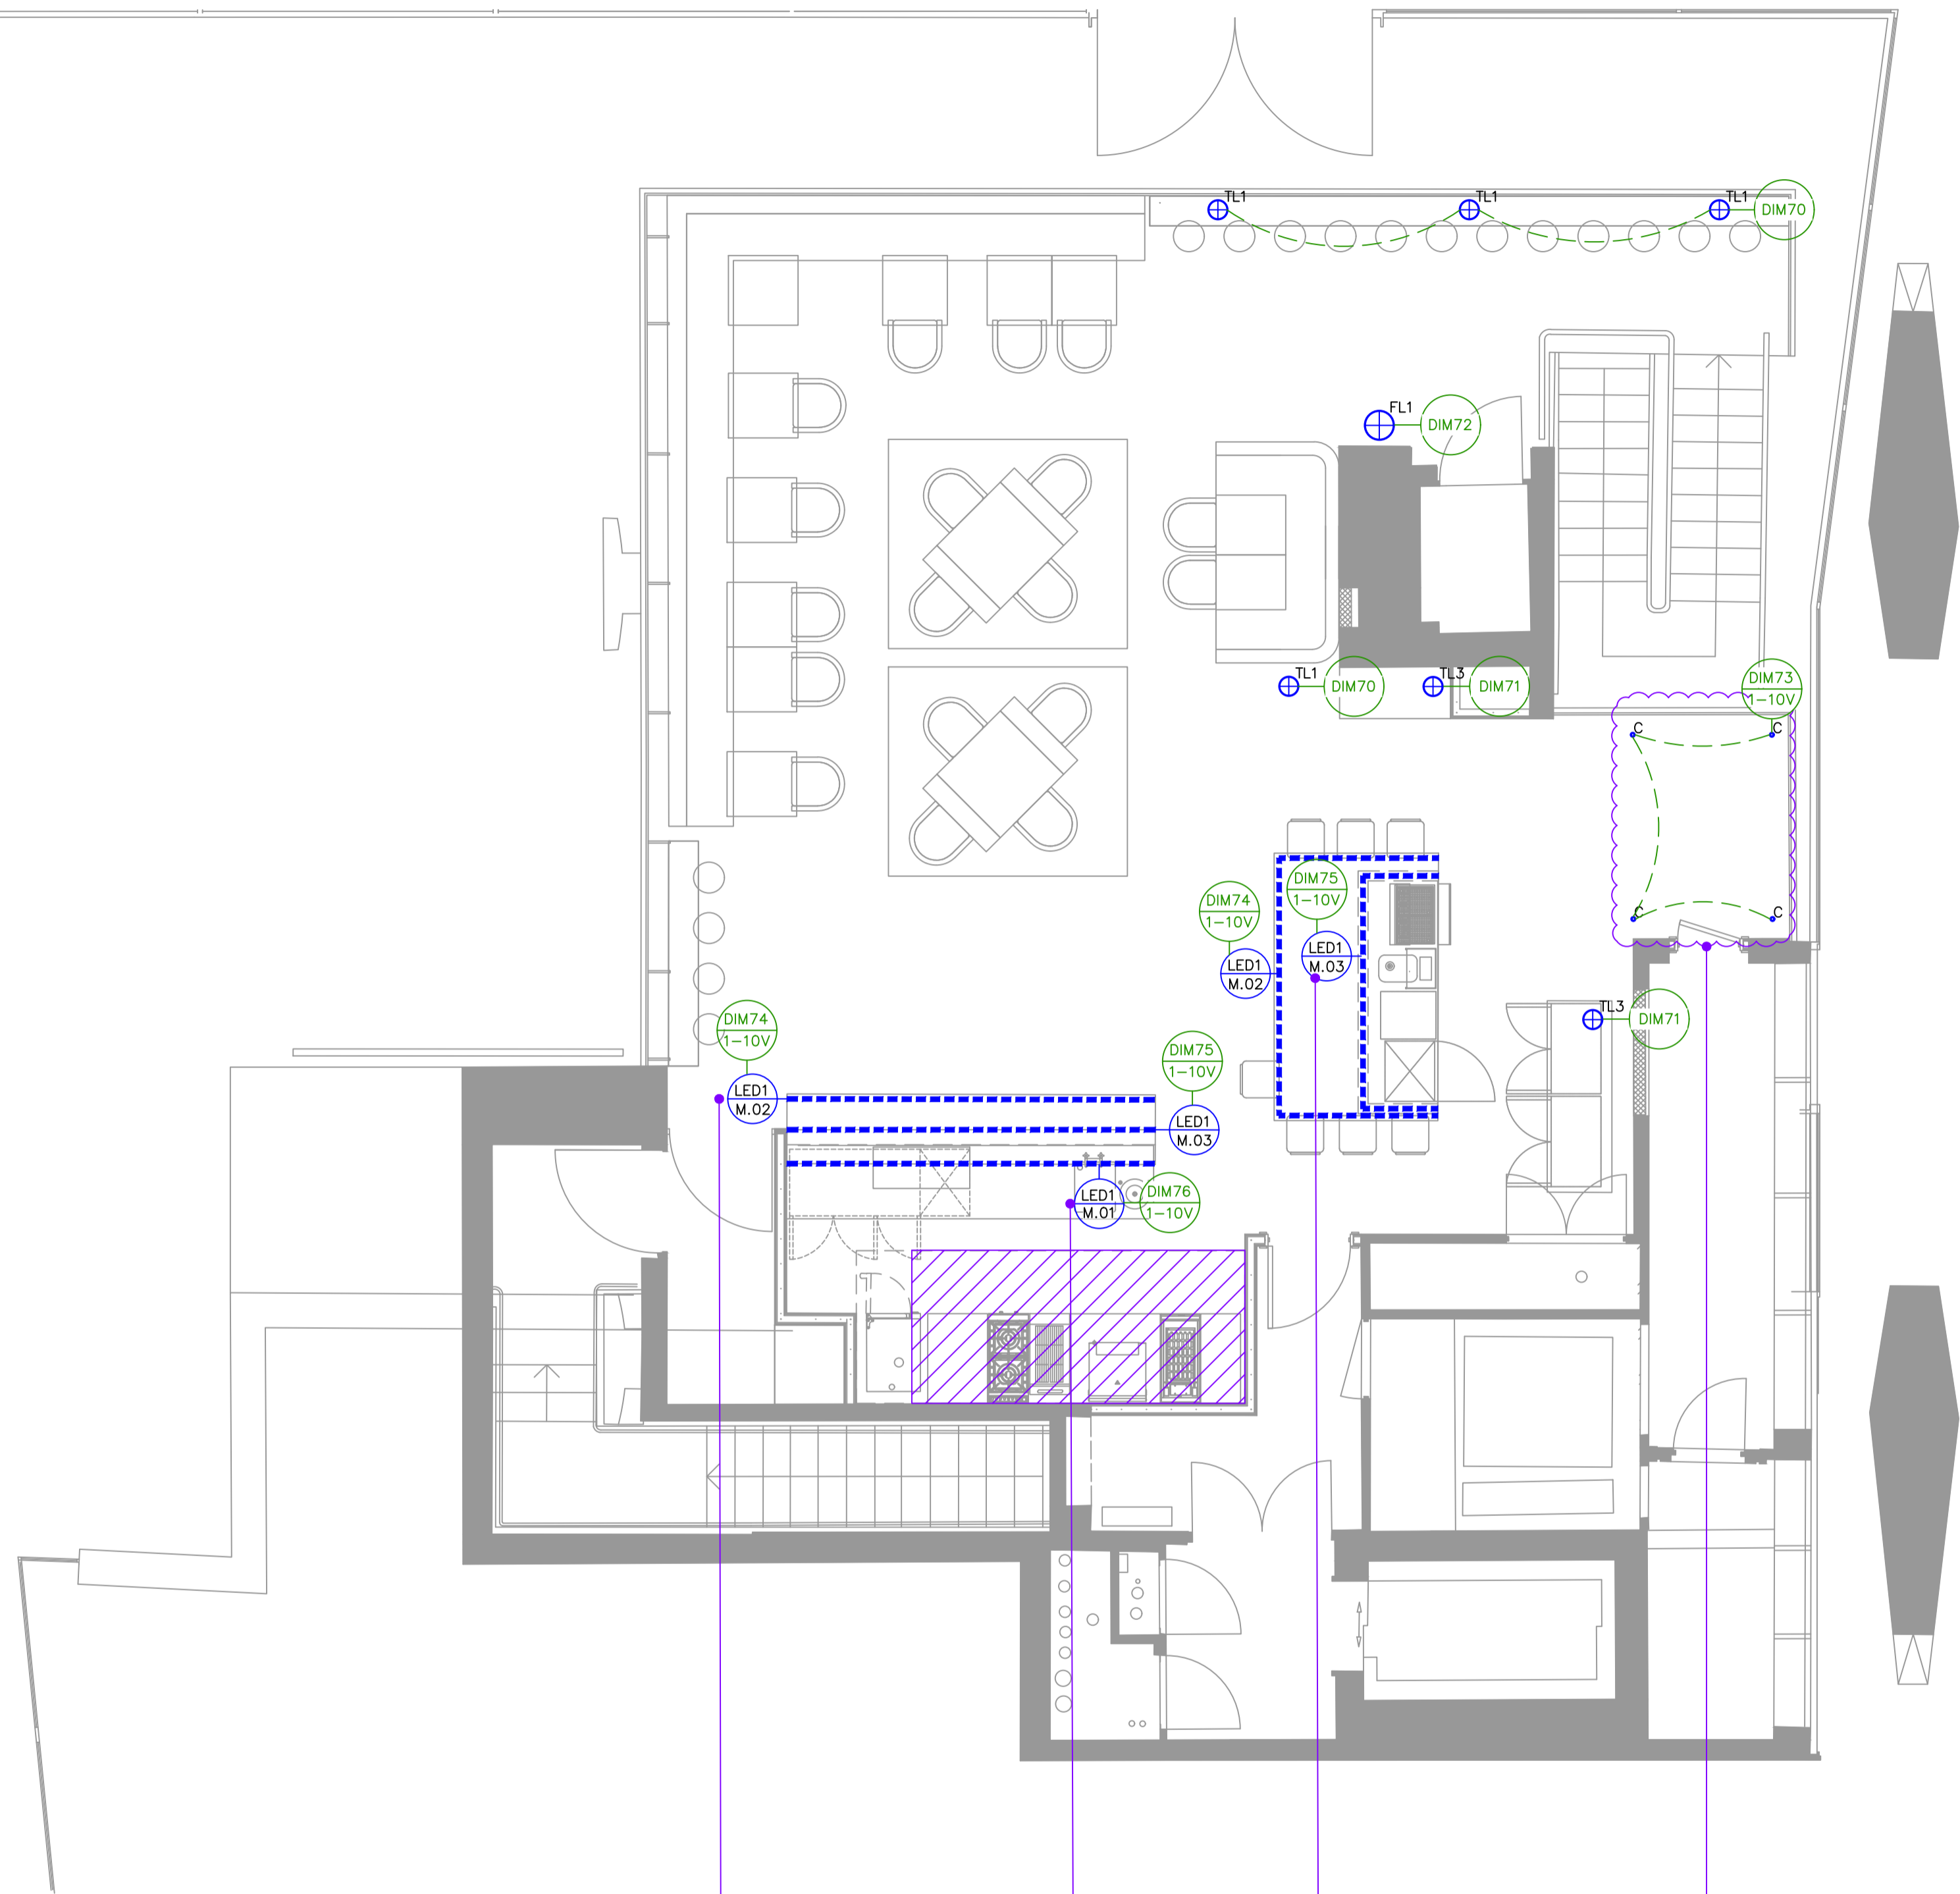 TL1
TL1
TL1
DIM70
FL1
DIM72
TL1
DIM70
TL3
DIM71
DIM73
1-10V
C
C
DIM75
1-10V
DIM74
1-10V
C
C
LED1
M.03
LED1
M.02
TL3
DIM71
DIM74
1-10V
DIM75
1-10V
LED1
M.02
LED1
M.03
LED1
M.01
DIM76
1-10V